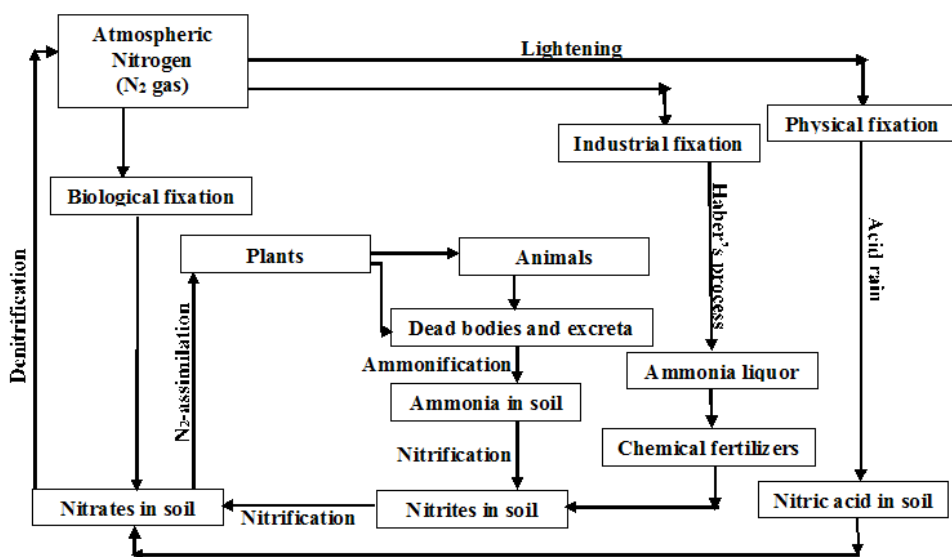 Atmospheric
Nitrogen
(N₂ gas)
Lightening
Physical fixation
Industrial fixation
Biological fixation
Haber's process
Acid rain
Denitrification
Plants
Animals
N₂-assimilation
Dead bodies and excreta
Ammonification
Ammonia liquor
Ammonia in soil
Nitrification
Chemical fertilizers
Nitrates in soil
Nitrification
Nitrites in soil
Nitric acid in soil